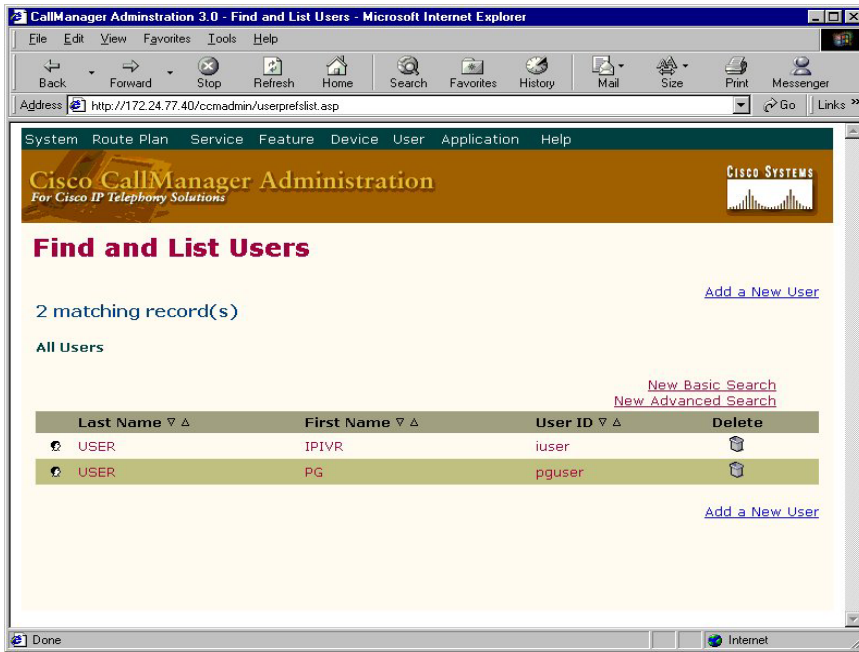 CallManager Adminstration 3.0 - Find and List Users - Microsoft Internet Explorer
File Edit View Favorites Tools Help
Back Forward Stop Refresh Home Search Favorites History Mail Size Print Messenger
Address http://172.24.77.40/ccmadmin/userprefslist.asp Go Links »
System Route Plan Service Feature Device User Application Help
Cisco CallManager Administration
For Cisco IP Telephony Solutions
CISCO SYSTEMS
Find and List Users
Add a New User
2 matching record(s)
All Users
New Basic Search
New Advanced Search
Last Name First Name User ID Delete
USER IPIVR iuser
USER PG pguser
Add a New User
Done Internet